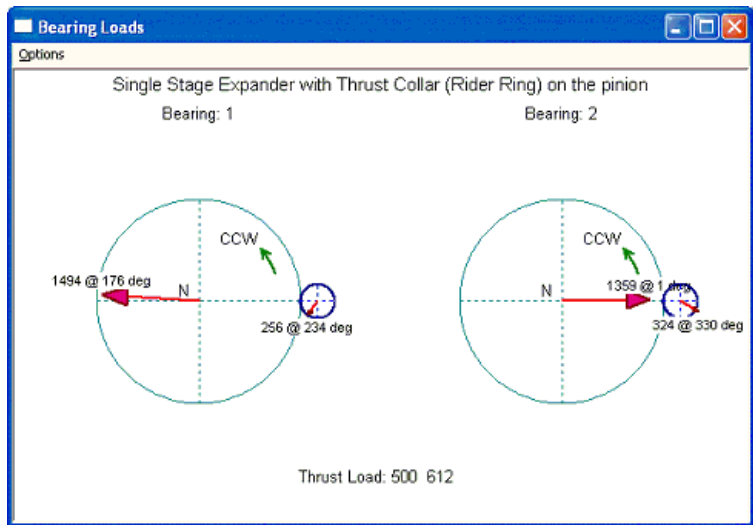 Bearing Loads
Options
Single Stage Expander with Thrust Collar (Rider Ring) on the pinion
Bearing: 1
Bearing: 2
CCW
CCW
1494 @ 176 deg
N
256 @ 234 deg
N
1359 @ 1 deg
324 @ 330 deg
Thrust Load: 500 612